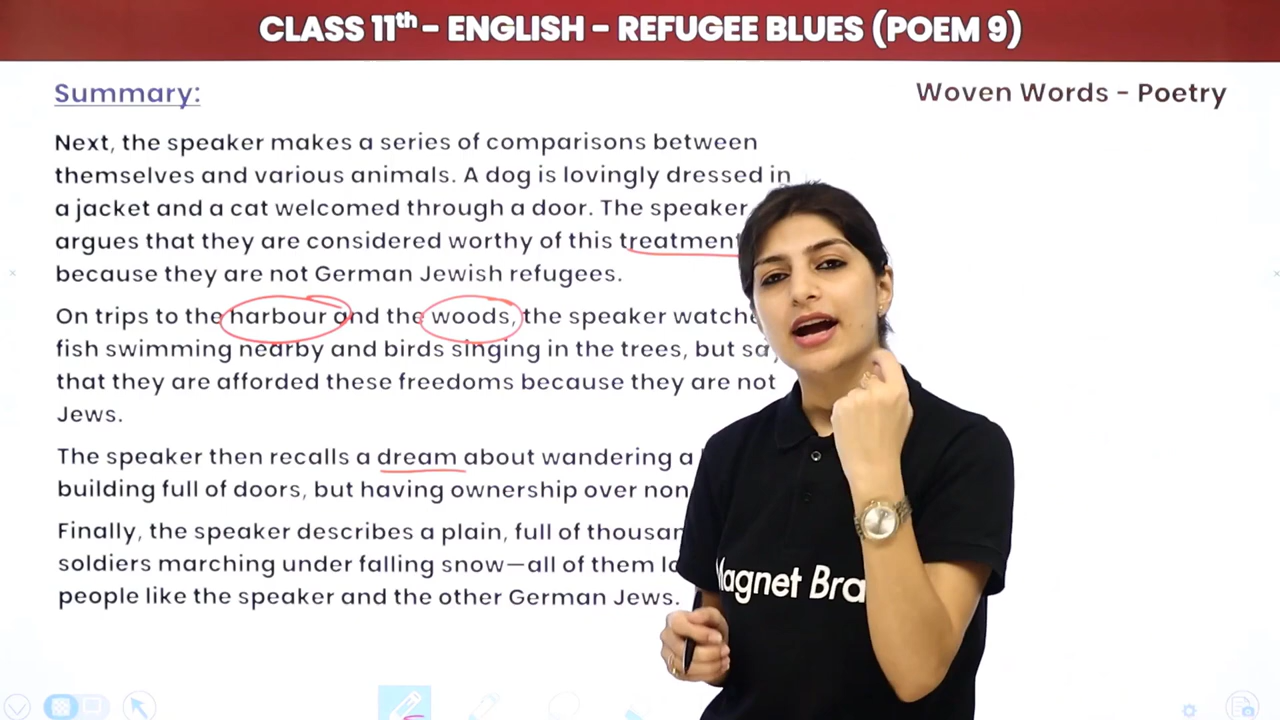 CLASS 11th - ENGLISH - REFUGEE BLUES (POEM 9)
Summary:
Woven Words - Poetry
Next, the speaker makes a series of comparisons between
themselves and various animals. A dog is lovingly dressed in
a jacket and a cat welcomed through a door. The speaker
argues that they are considered worthy of this treatment
because they are not German Jewish refugees.
On trips to the harbour and the woods, the speaker
fish swimming nearby and birds singing in the trees, but
that they are afforded these freedoms because they are not
Jews.
The speaker then recalls a dream about wandering a
building full of doors, but having ownership over
Finally, the speaker describes a plain, full of
soldiers marching under falling snow—all of them
people like the speaker and the other German Jews.
Magnet